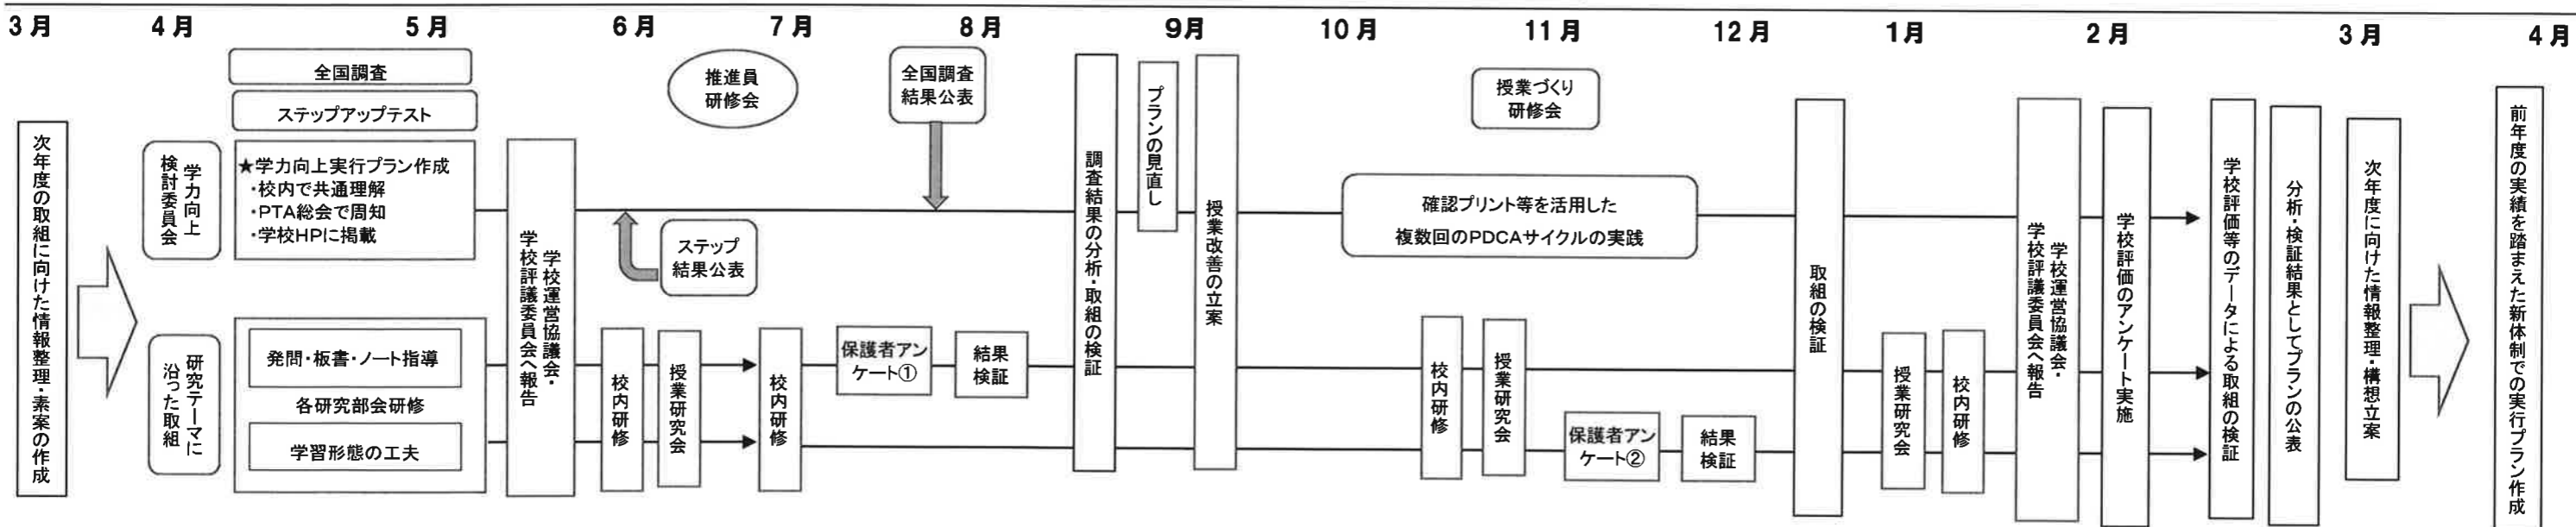 3月
4月
5月
6月
7月
8月
9月
10月
11月
12月
1月
2月
3月
4月
次年度の取組に向けた情報整理・素案の作成
学力向上
検討委員会
研究テーマに
沿った取組
全国調査
ステップアップテスト
★学力向上実行プラン作成
・校内で共通理解
・PTA総会で周知
・学校HPに掲載
発問・板書・ノート指導
各研究部会研修
学習形態の工夫
学校運営協議会・
学校評議委員会へ報告
ステップ
結果公表
校内研修
授業研究会
推進員
研修会
校内研修
全国調査
結果公表
保護者アン
ケート①
結果
検証
調査結果の分析・取組の検証
プランの見直し
授業改善の立案
授業づくり
研修会
確認プリント等を活用した
複数回のPDCAサイクルの実践
校内研修
授業研究会
保護者アン
ケート②
結果
検証
取組の検証
授業研究会
校内研修
学校運営協議会・
学校評議委員会へ報告
学校評価のアンケート実施
学校評価等のデータによる取組の検証
分析・検証結果としてプランの公表
次年度に向けた情報整理・構想立案
前年度の実績を踏まえた新体制での実行プラン作成